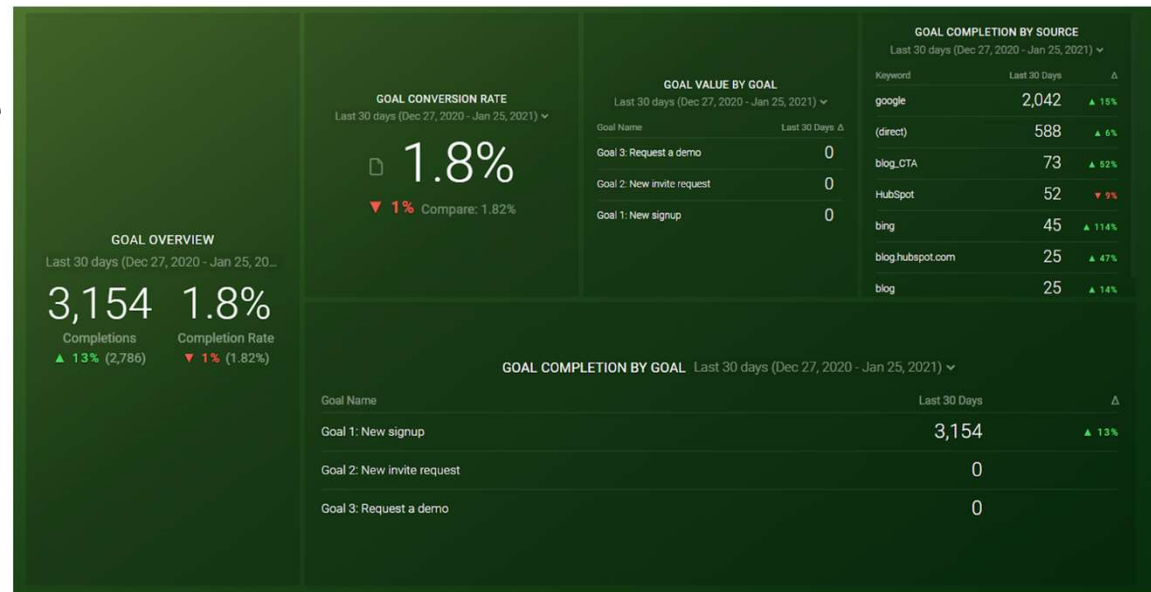 GOAL OVERVIEW
Last 30 days (Dec 27, 2020 - Jan 25, 20...
3,154 1.8%
Completions Completion Rate
▲ 13% (2,786) ▼ 1% (1.82%)
GOAL CONVERSION RATE
Last 30 days (Dec 27, 2020 - Jan 25, 2021)
1.8%
▼ 1% Compare: 1.82%
GOAL VALUE BY GOAL
Last 30 days (Dec 27, 2020 - Jan 25, 2021)
Goal Name Last 30 Days Δ
Goal 3: Request a demo 0
Goal 2: New invite request 0
Goal 1: New signup 0
GOAL COMPLETION BY SOURCE
Last 30 days (Dec 27, 2020 - Jan 25, 2021)
Keyword Last 30 Days Δ
google 2,042 ▲ 15%
(direct) 588 ▲ 6%
blog_CTA 73 ▲ 52%
HubSpot 52 ▼ 9%
bing 45 ▲ 114%
blog.hubspot.com 25 ▲ 47%
blog 25 ▲ 14%
GOAL COMPLETION BY GOAL Last 30 days (Dec 27, 2020 - Jan 25, 2021)
Goal Name Last 30 Days Δ
Goal 1: New signup 3,154 ▲ 13%
Goal 2: New invite request 0
Goal 3: Request a demo 0